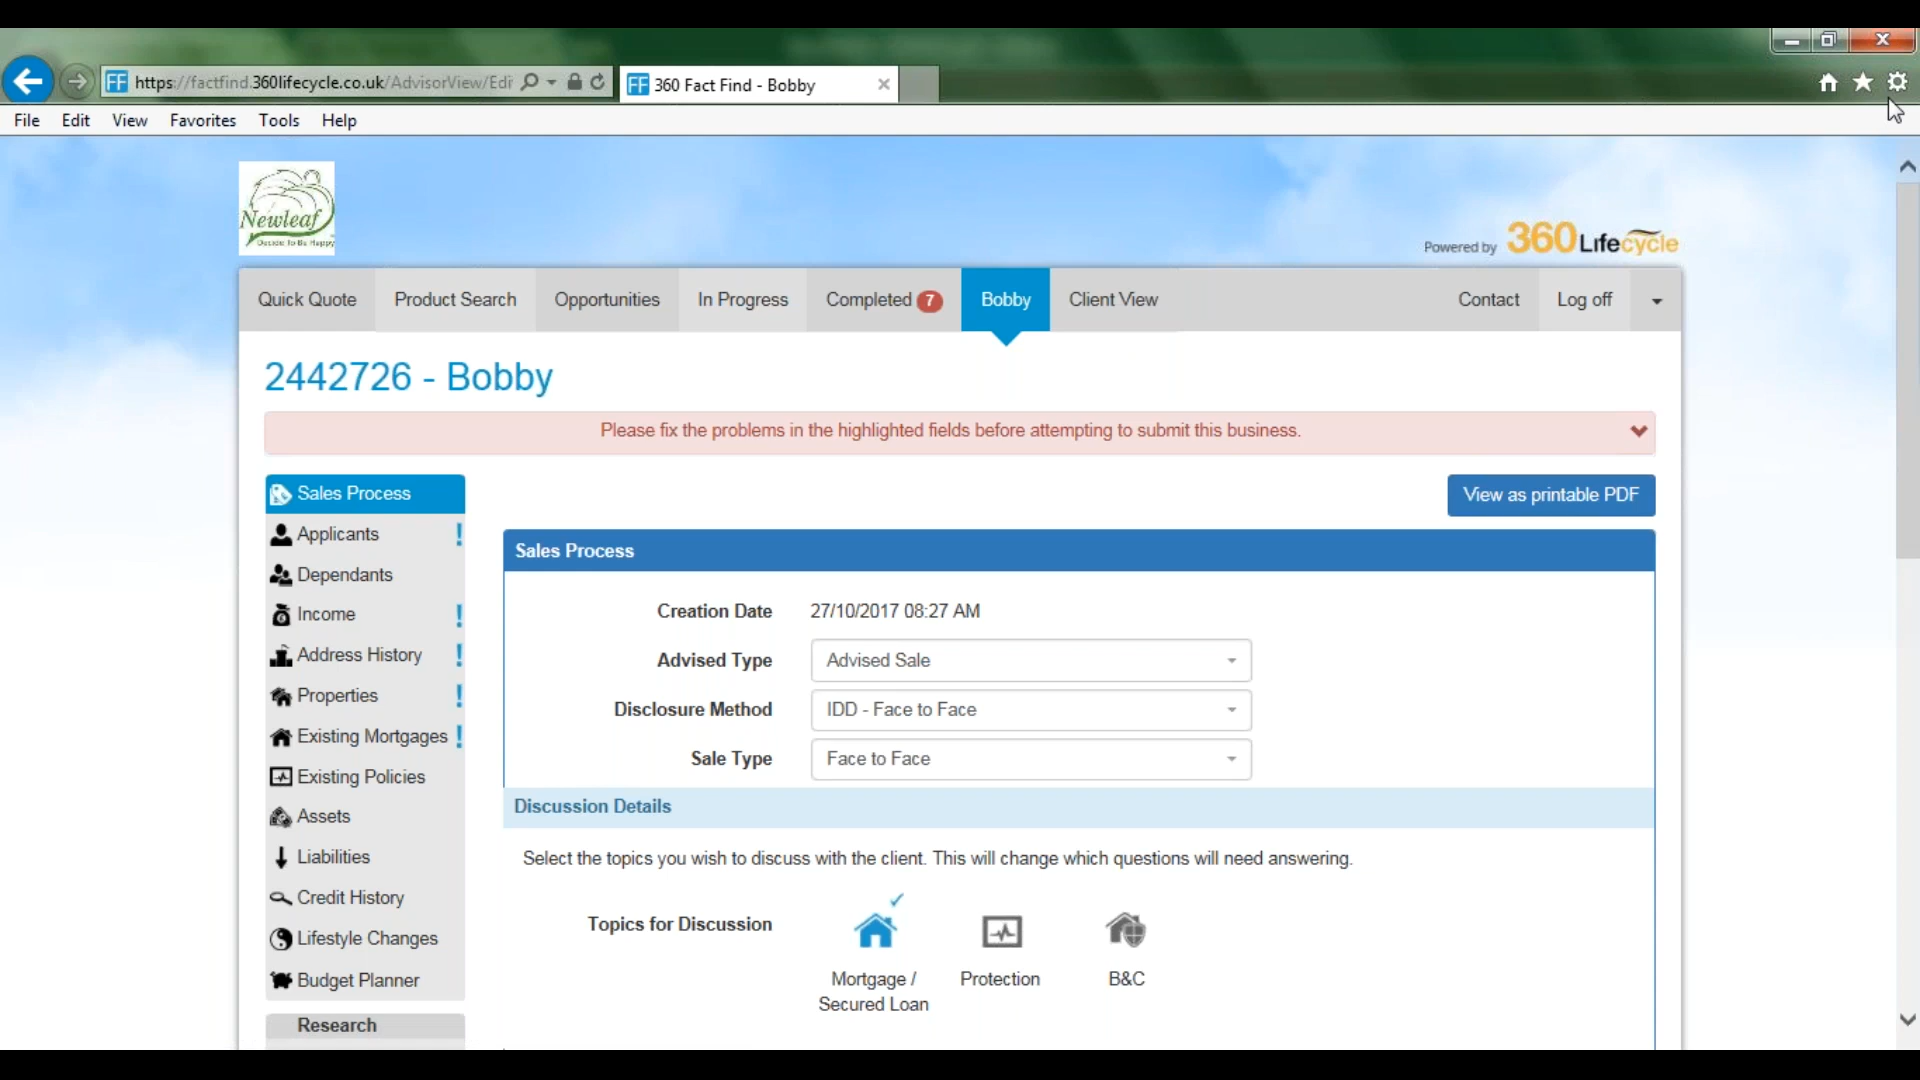 https://factfind.360lifecycle.co.uk/AdvisorView/Edi
FF 360 Fact Find - Bobby
File Edit View Favorites Tools Help
Newleaf
Decide To Be Happy
Powered by 360 Lifecycle
Quick Quote Product Search Opportunities In Progress Completed 7 Bobby Client View Contact Log off
2442726 - Bobby
Please fix the problems in the highlighted fields before attempting to submit this business.
Sales Process
Applicants !
Dependants
Income !
Address History !
Properties !
Existing Mortgages !
Existing Policies
Assets
Liabilities
Credit History
Lifestyle Changes
Budget Planner
Research
View as printable PDF
Sales Process
Creation Date 27/10/2017 08:27 AM
Advised Type Advised Sale
Disclosure Method IDD - Face to Face
Sale Type Face to Face
Discussion Details
Select the topics you wish to discuss with the client. This will change which questions will need answering.
Topics for Discussion
Mortgage /
Secured Loan
Protection
B&C